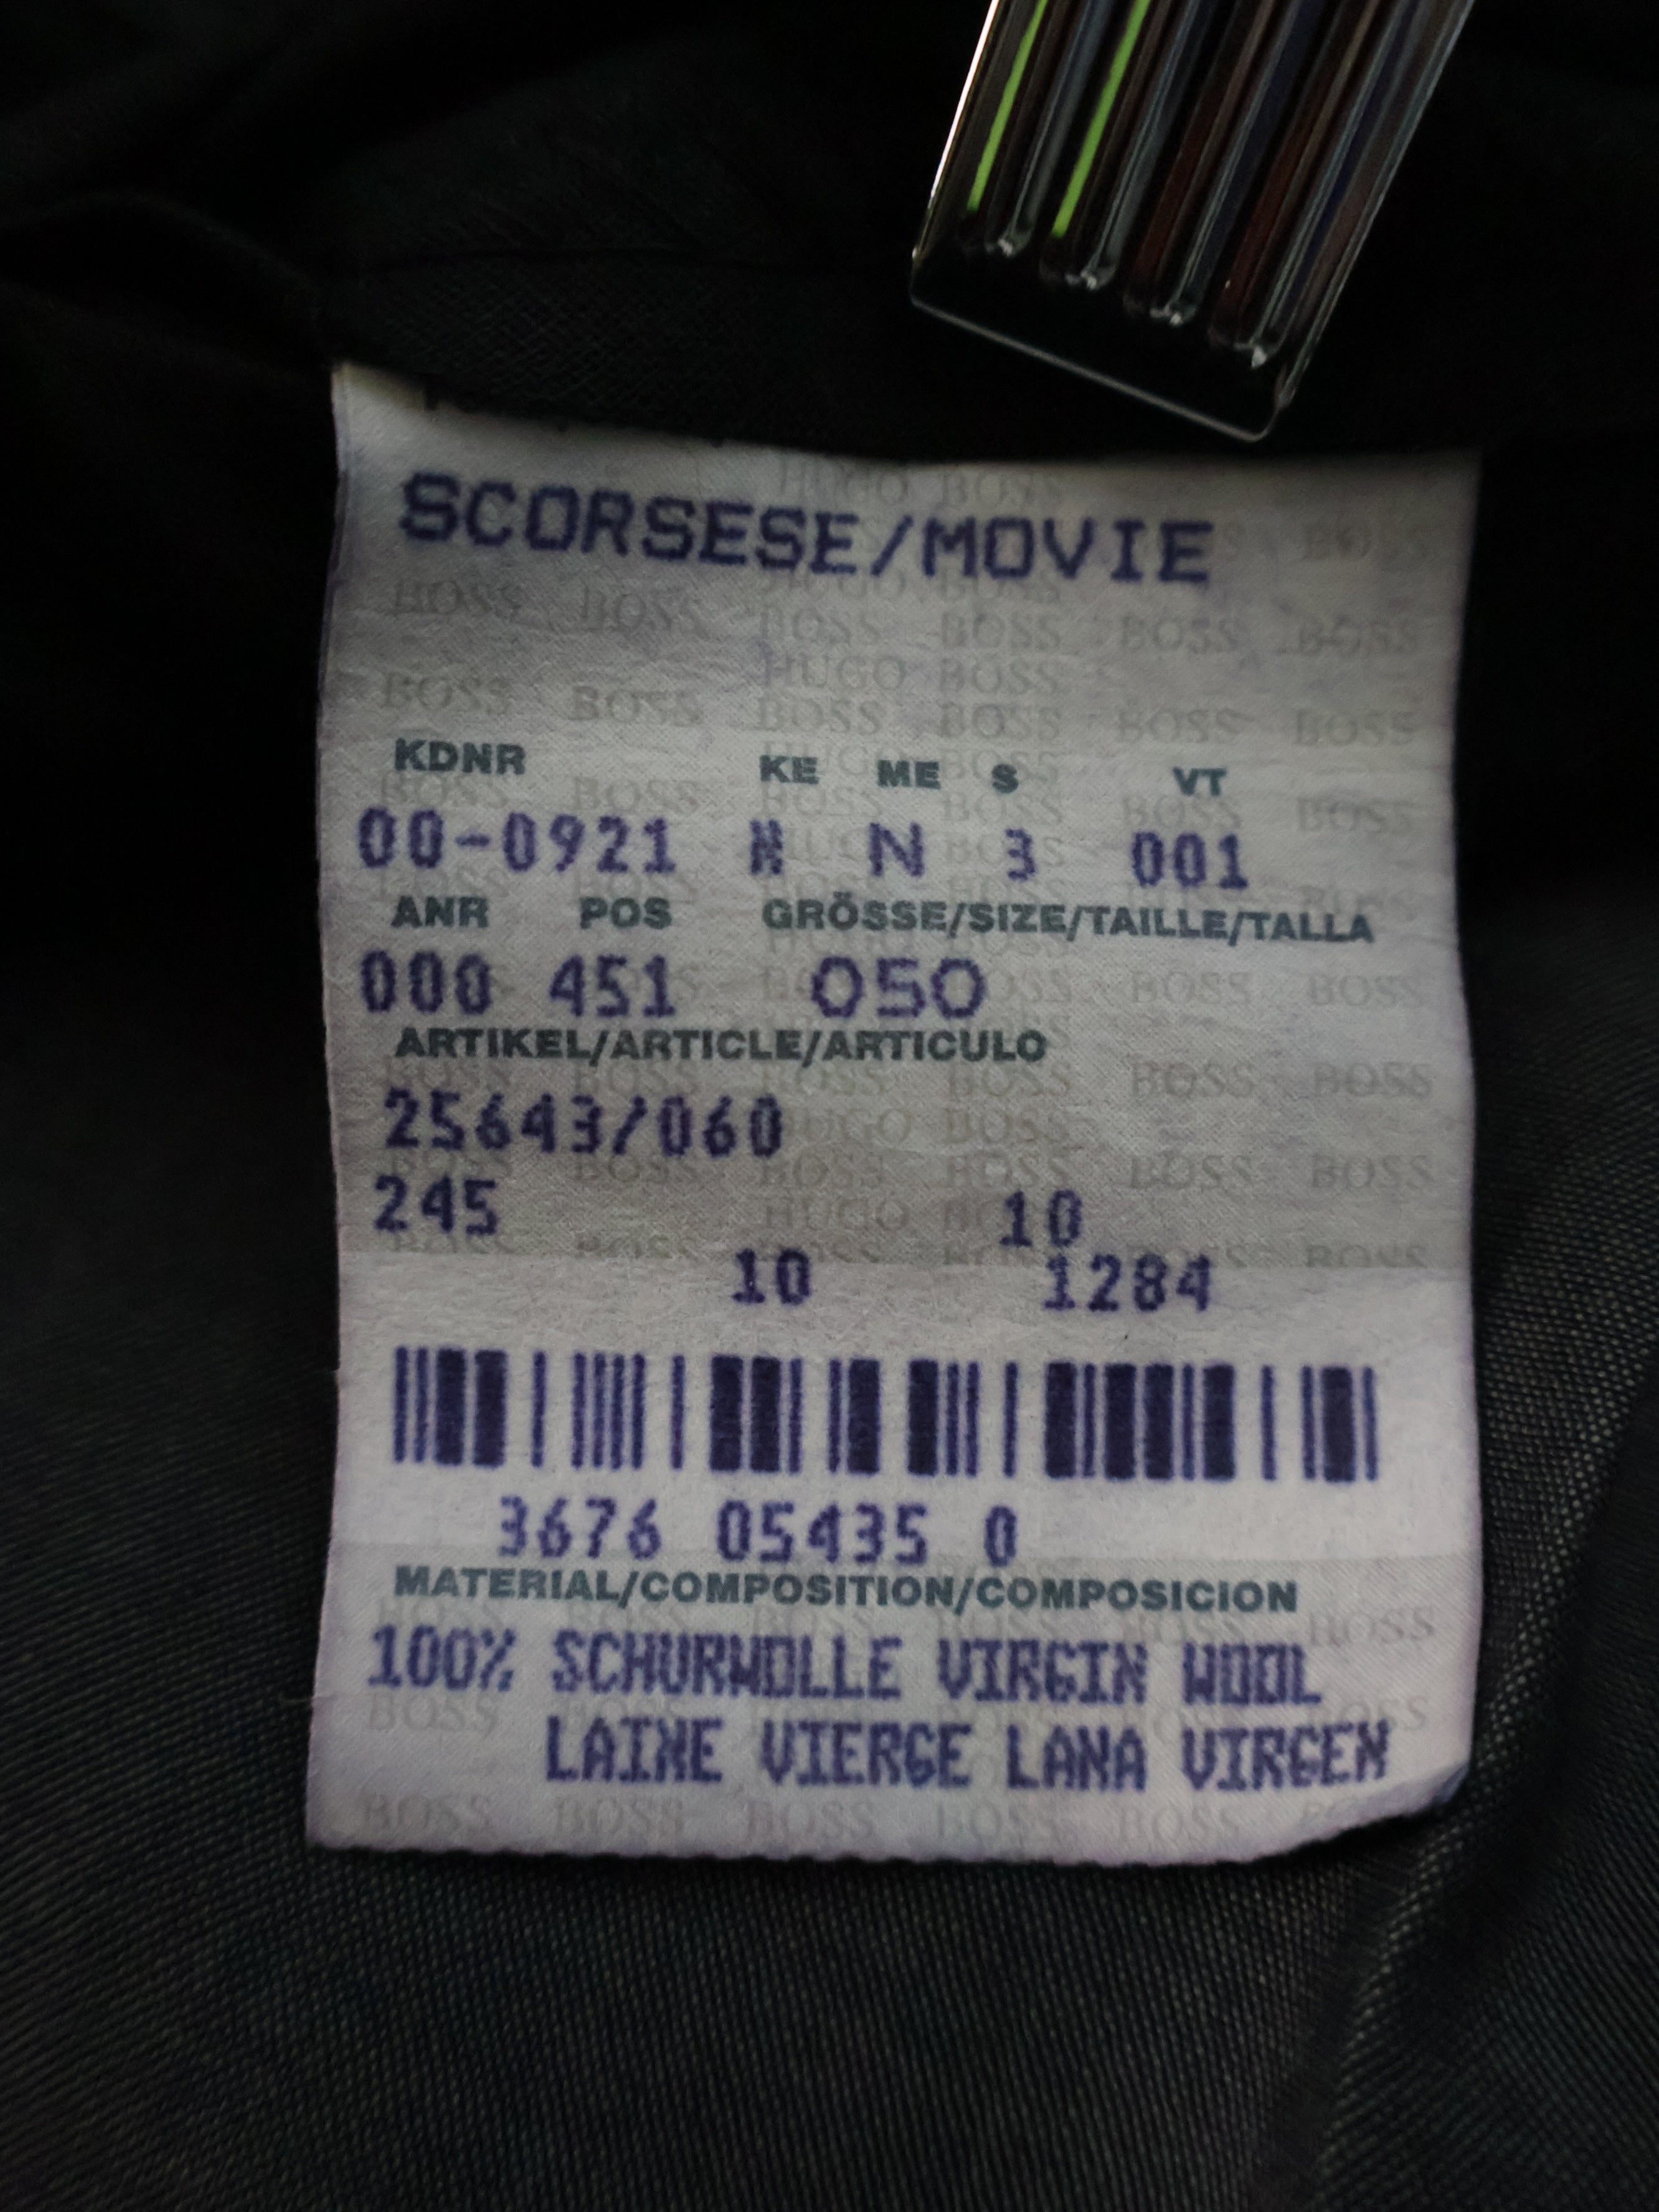 SCORSESE/MOVIE
KDNR KE ME S VT
00-0921 N N 3 001
ANR POS GRÖSSE/SIZE/TAILLE/TALLA
000 451 050
ARTIKEL/ARTICLE/ARTICULO
25643/060
245 10
10 1284
3676 05435 0
MATERIAL/COMPOSITION/COMPOSICION
100% SCHURWOLLE VIRGIN WOOL
LAINE VIERGE LANA VIRGEN
HUGO BOSS